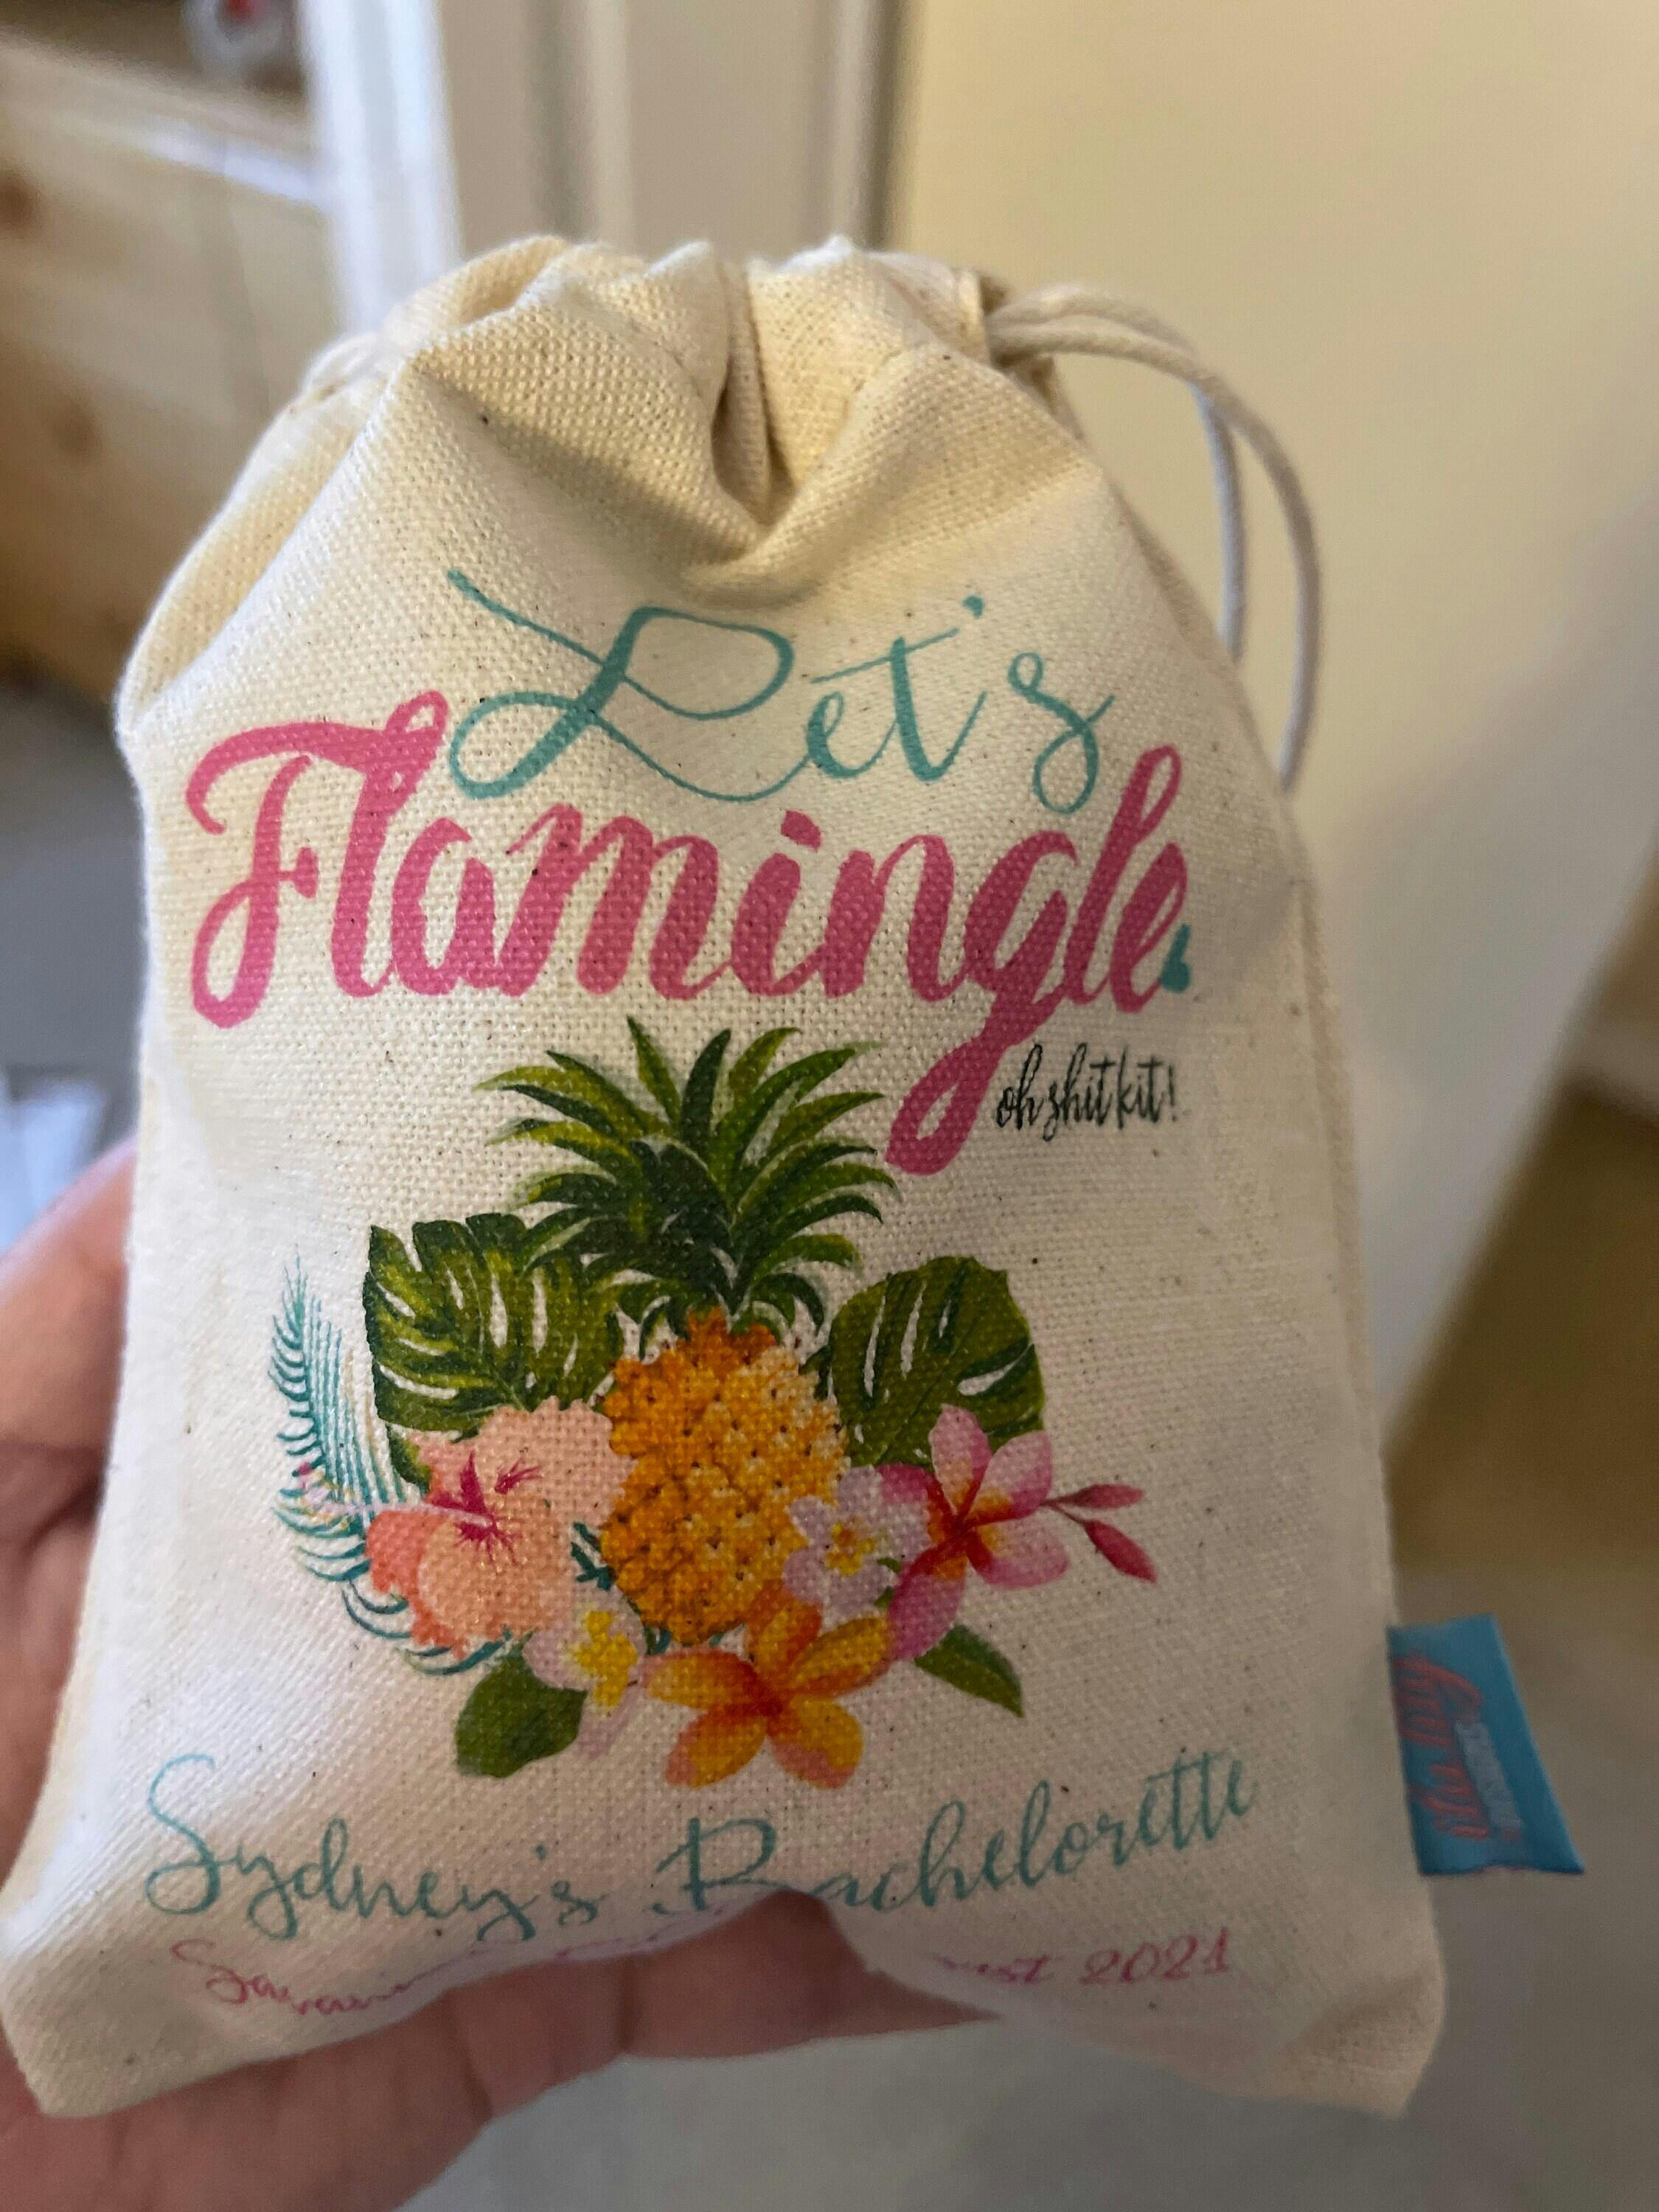 Let's
Flamingle
oh shit kit!
Sydney's Bachelorette
2021